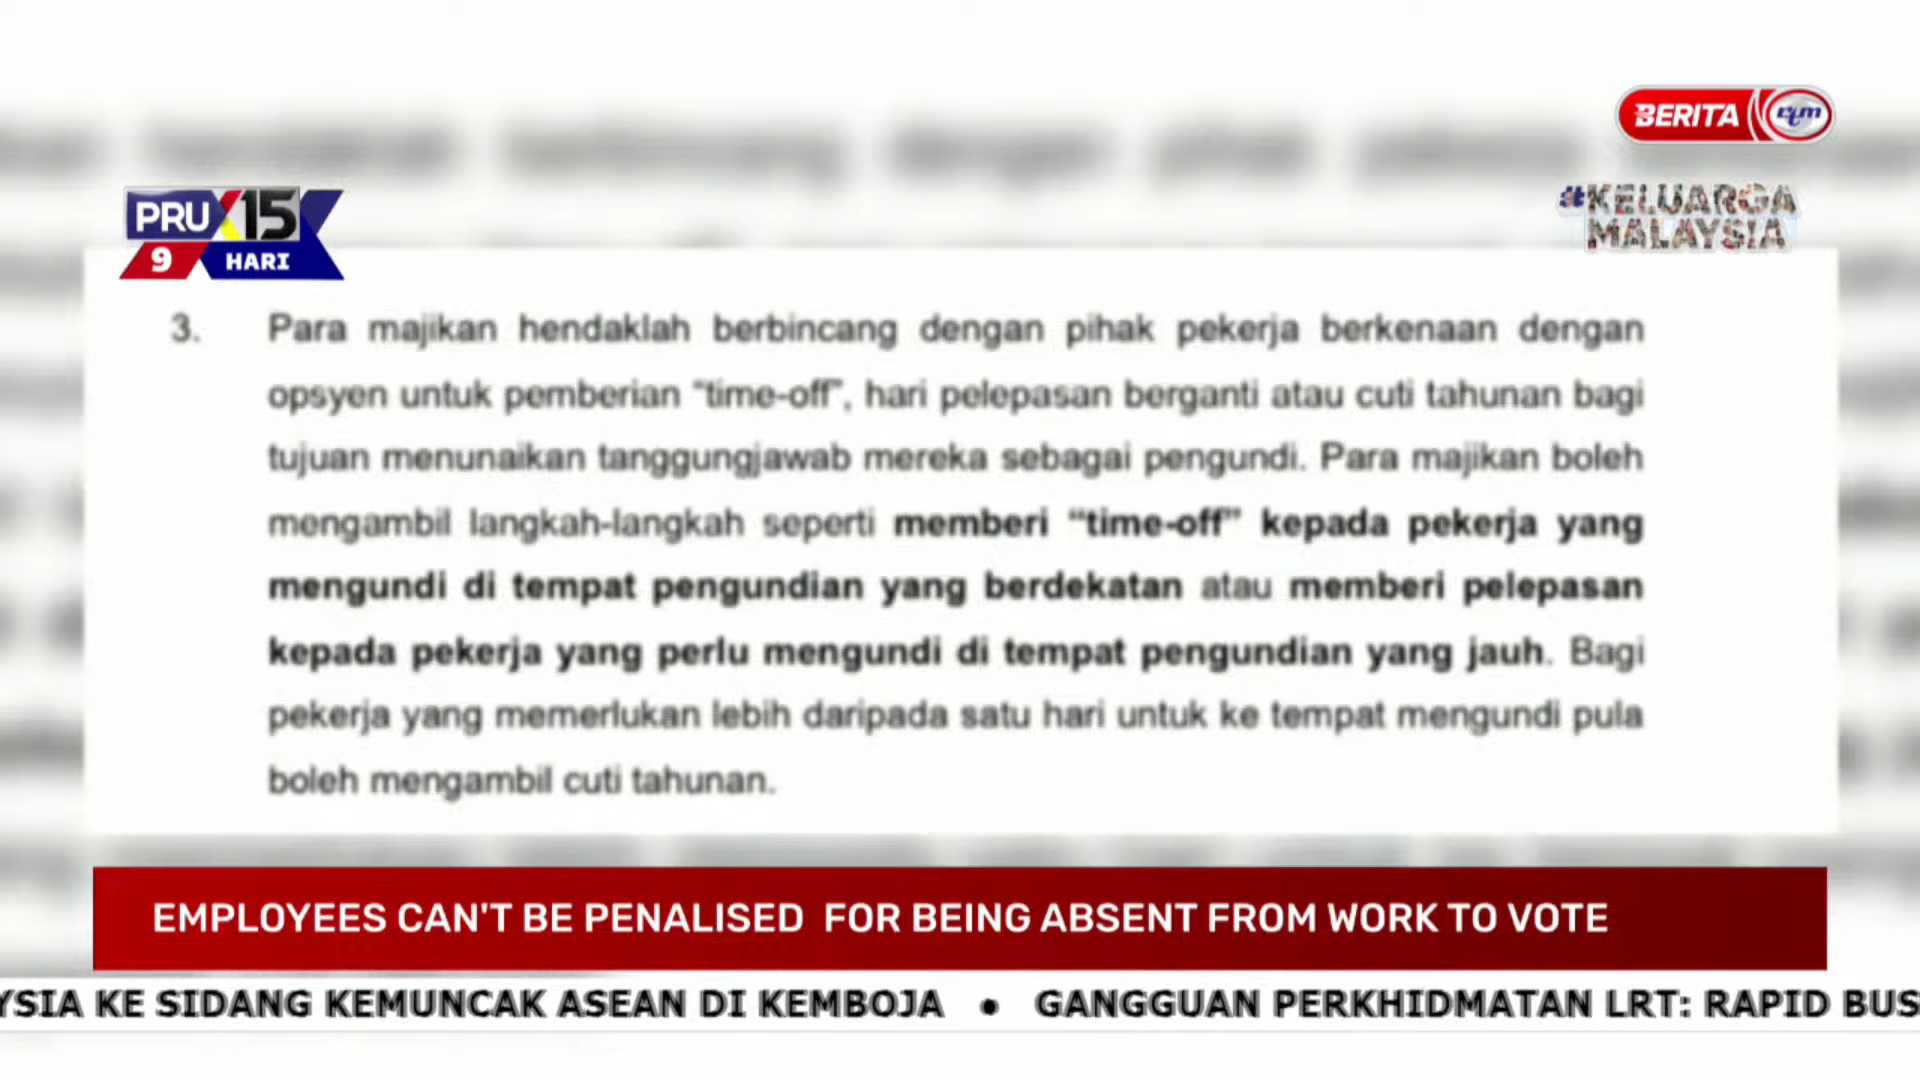 BERITA rtm
#KELUARGA
MALAYSIA
PRU 15
9 HARI
3. Para majikan hendaklah berbincang dengan pihak pekerja berkenaan dengan
opsyen untuk pemberian “time-off”, hari pelepasan berganti atau cuti tahunan bagi
tujuan menunaikan tanggungjawab mereka sebagai pengundi. Para majikan boleh
mengambil langkah-langkah seperti memberi “time-off” kepada pekerja yang
mengundi di tempat pengundian yang berdekatan atau memberi pelepasan
kepada pekerja yang perlu mengundi di tempat pengundian yang jauh. Bagi
pekerja yang memerlukan lebih daripada satu hari untuk ke tempat mengundi pula
boleh mengambil cuti tahunan.
EMPLOYEES CAN'T BE PENALISED FOR BEING ABSENT FROM WORK TO VOTE
YSIA KE SIDANG KEMUNCAK ASEAN DI KEMBOJA • GANGGUAN PERKHIDMATAN LRT: RAPID BUS